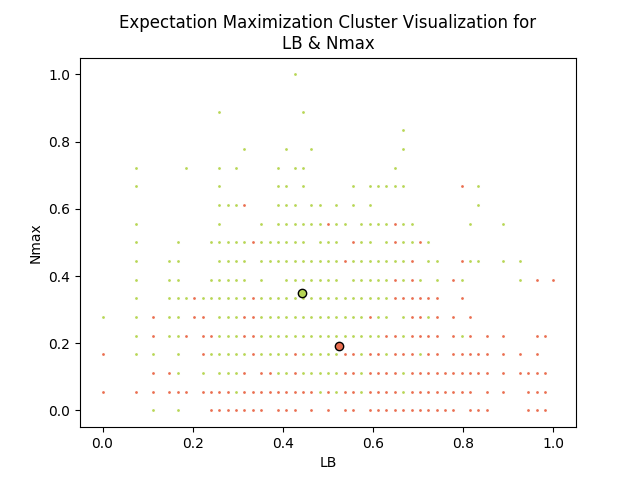 Expectation Maximization Cluster Visualization for
LB & Nmax
1.0
0.8
0.6
0.4
0.2
0.0
Nmax
0.0 0.2 0.4 0.6 0.8 1.0
LB